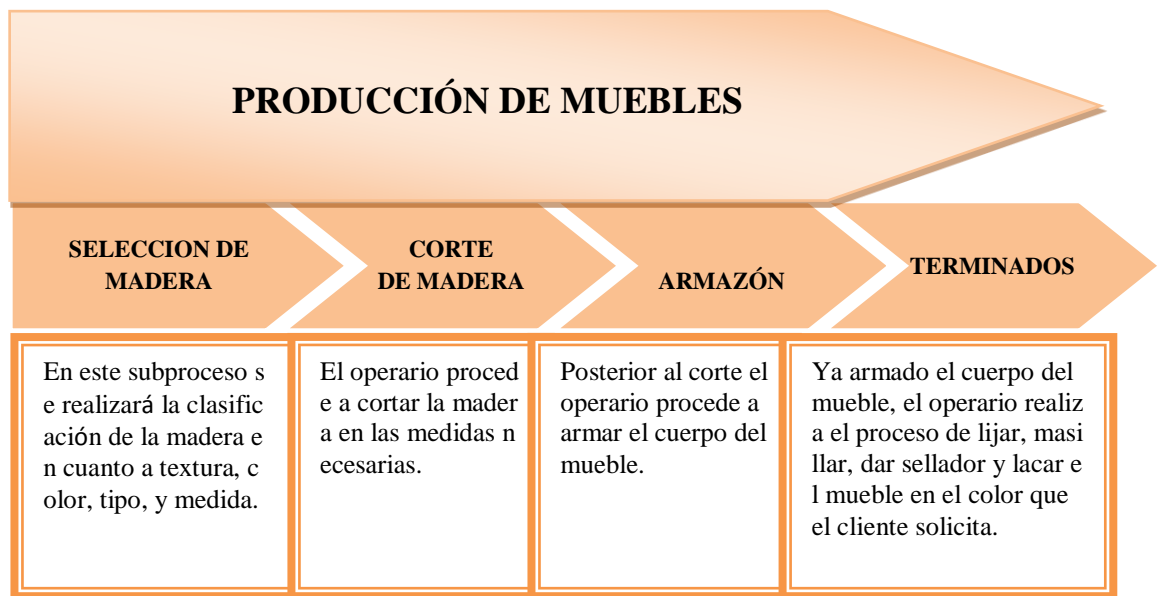 PRODUCCIÓN DE MUEBLES
SELECCION DE
MADERA
CORTE
DE MADERA
ARMAZÓN
TERMINADOS
En este subproceso s
e realizará la clasific
ación de la madera e
n cuanto a textura, c
olor, tipo, y medida.
El operario proced
e a cortar la mader
a en las medidas n
ecesarias.
Posterior al corte el
operario procede a
armar el cuerpo del
mueble.
Ya armado el cuerpo del
mueble, el operario realiz
a el proceso de lijar, masi
llar, dar sellador y lacar e
l mueble en el color que
el cliente solicita.